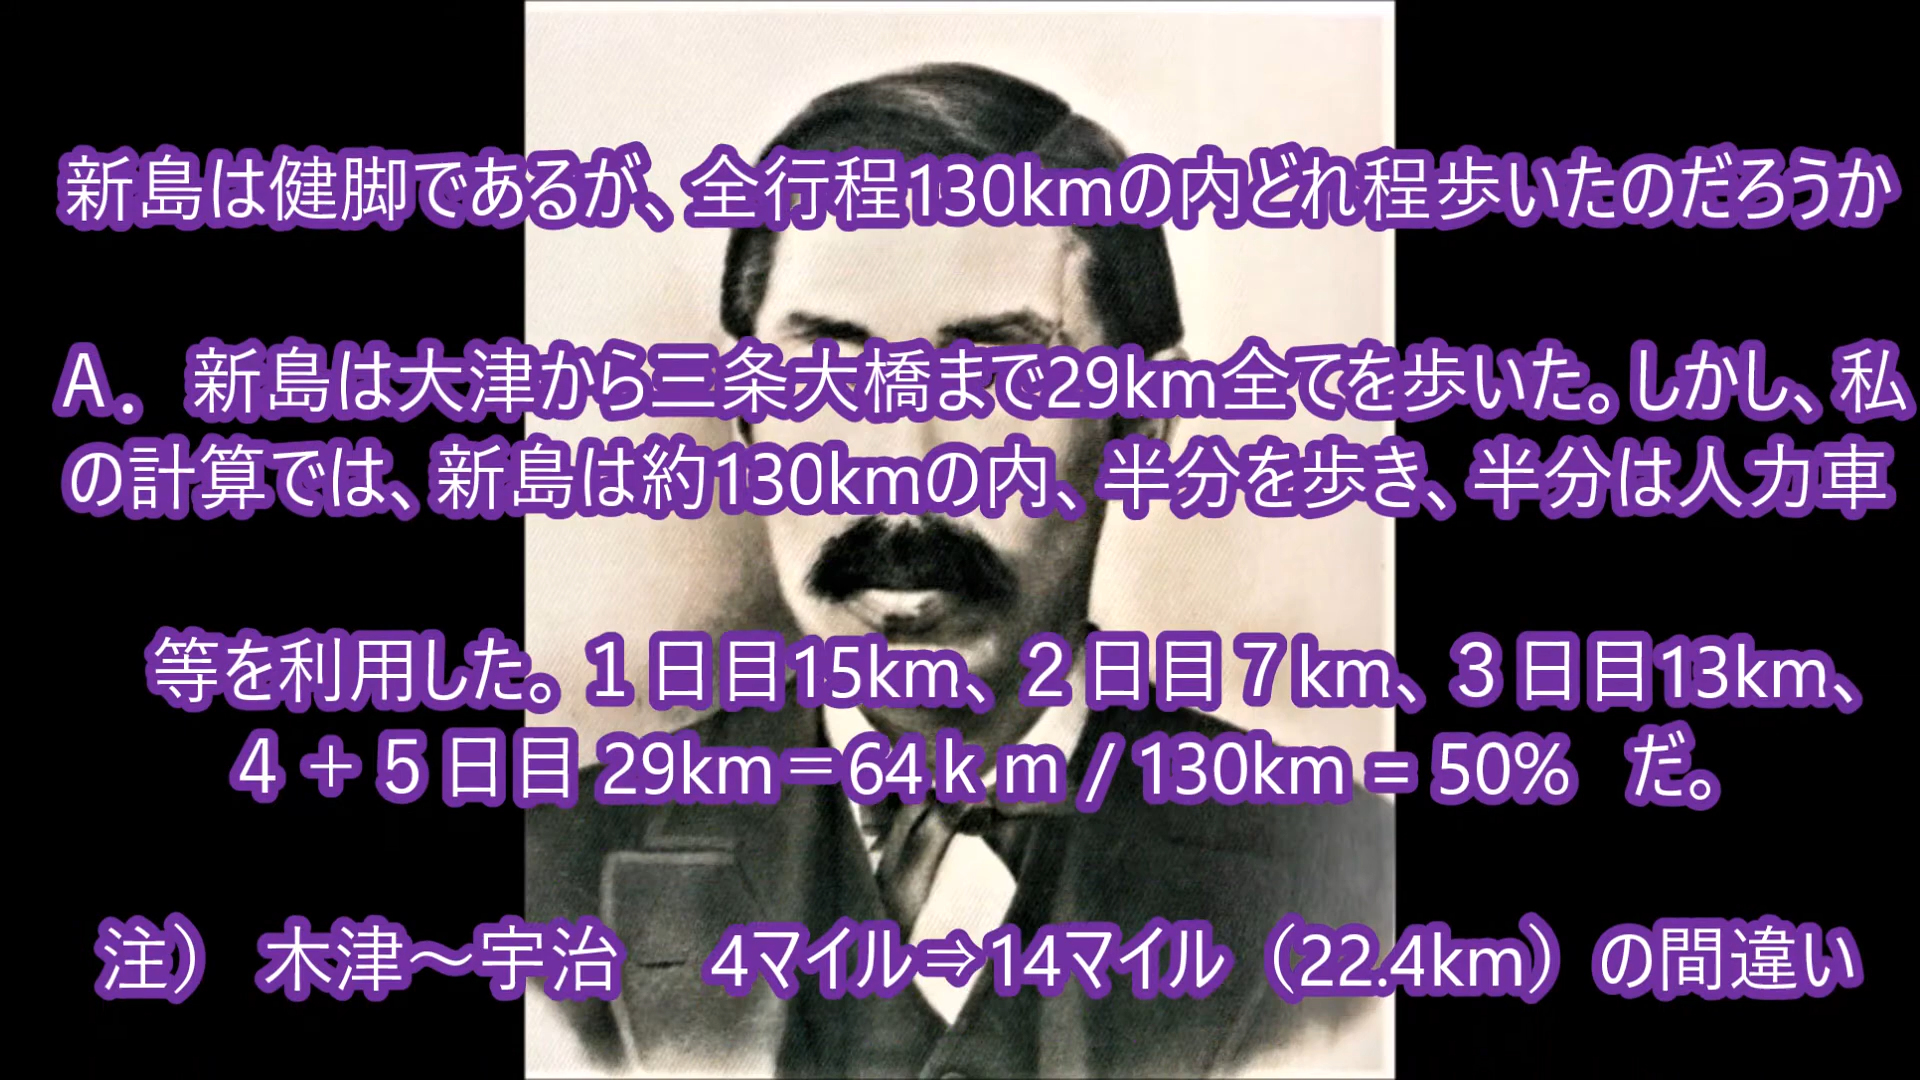 新島は健脚であるが、全行程130kmの内どれ程歩いたのだろうか
Ａ． 新島は大津から三条大橋まで29km全てを歩いた。しかし、私
の計算では、新島は約130kmの内、半分を歩き、半分は人力車
等を利用した。１日目15km、２日目７km、３日目13km、
４＋５日目 29km＝64ｋｍ / 130km = 50%　だ。
注） 木津～宇治　4マイル⇒14マイル（22.4km）の間違い